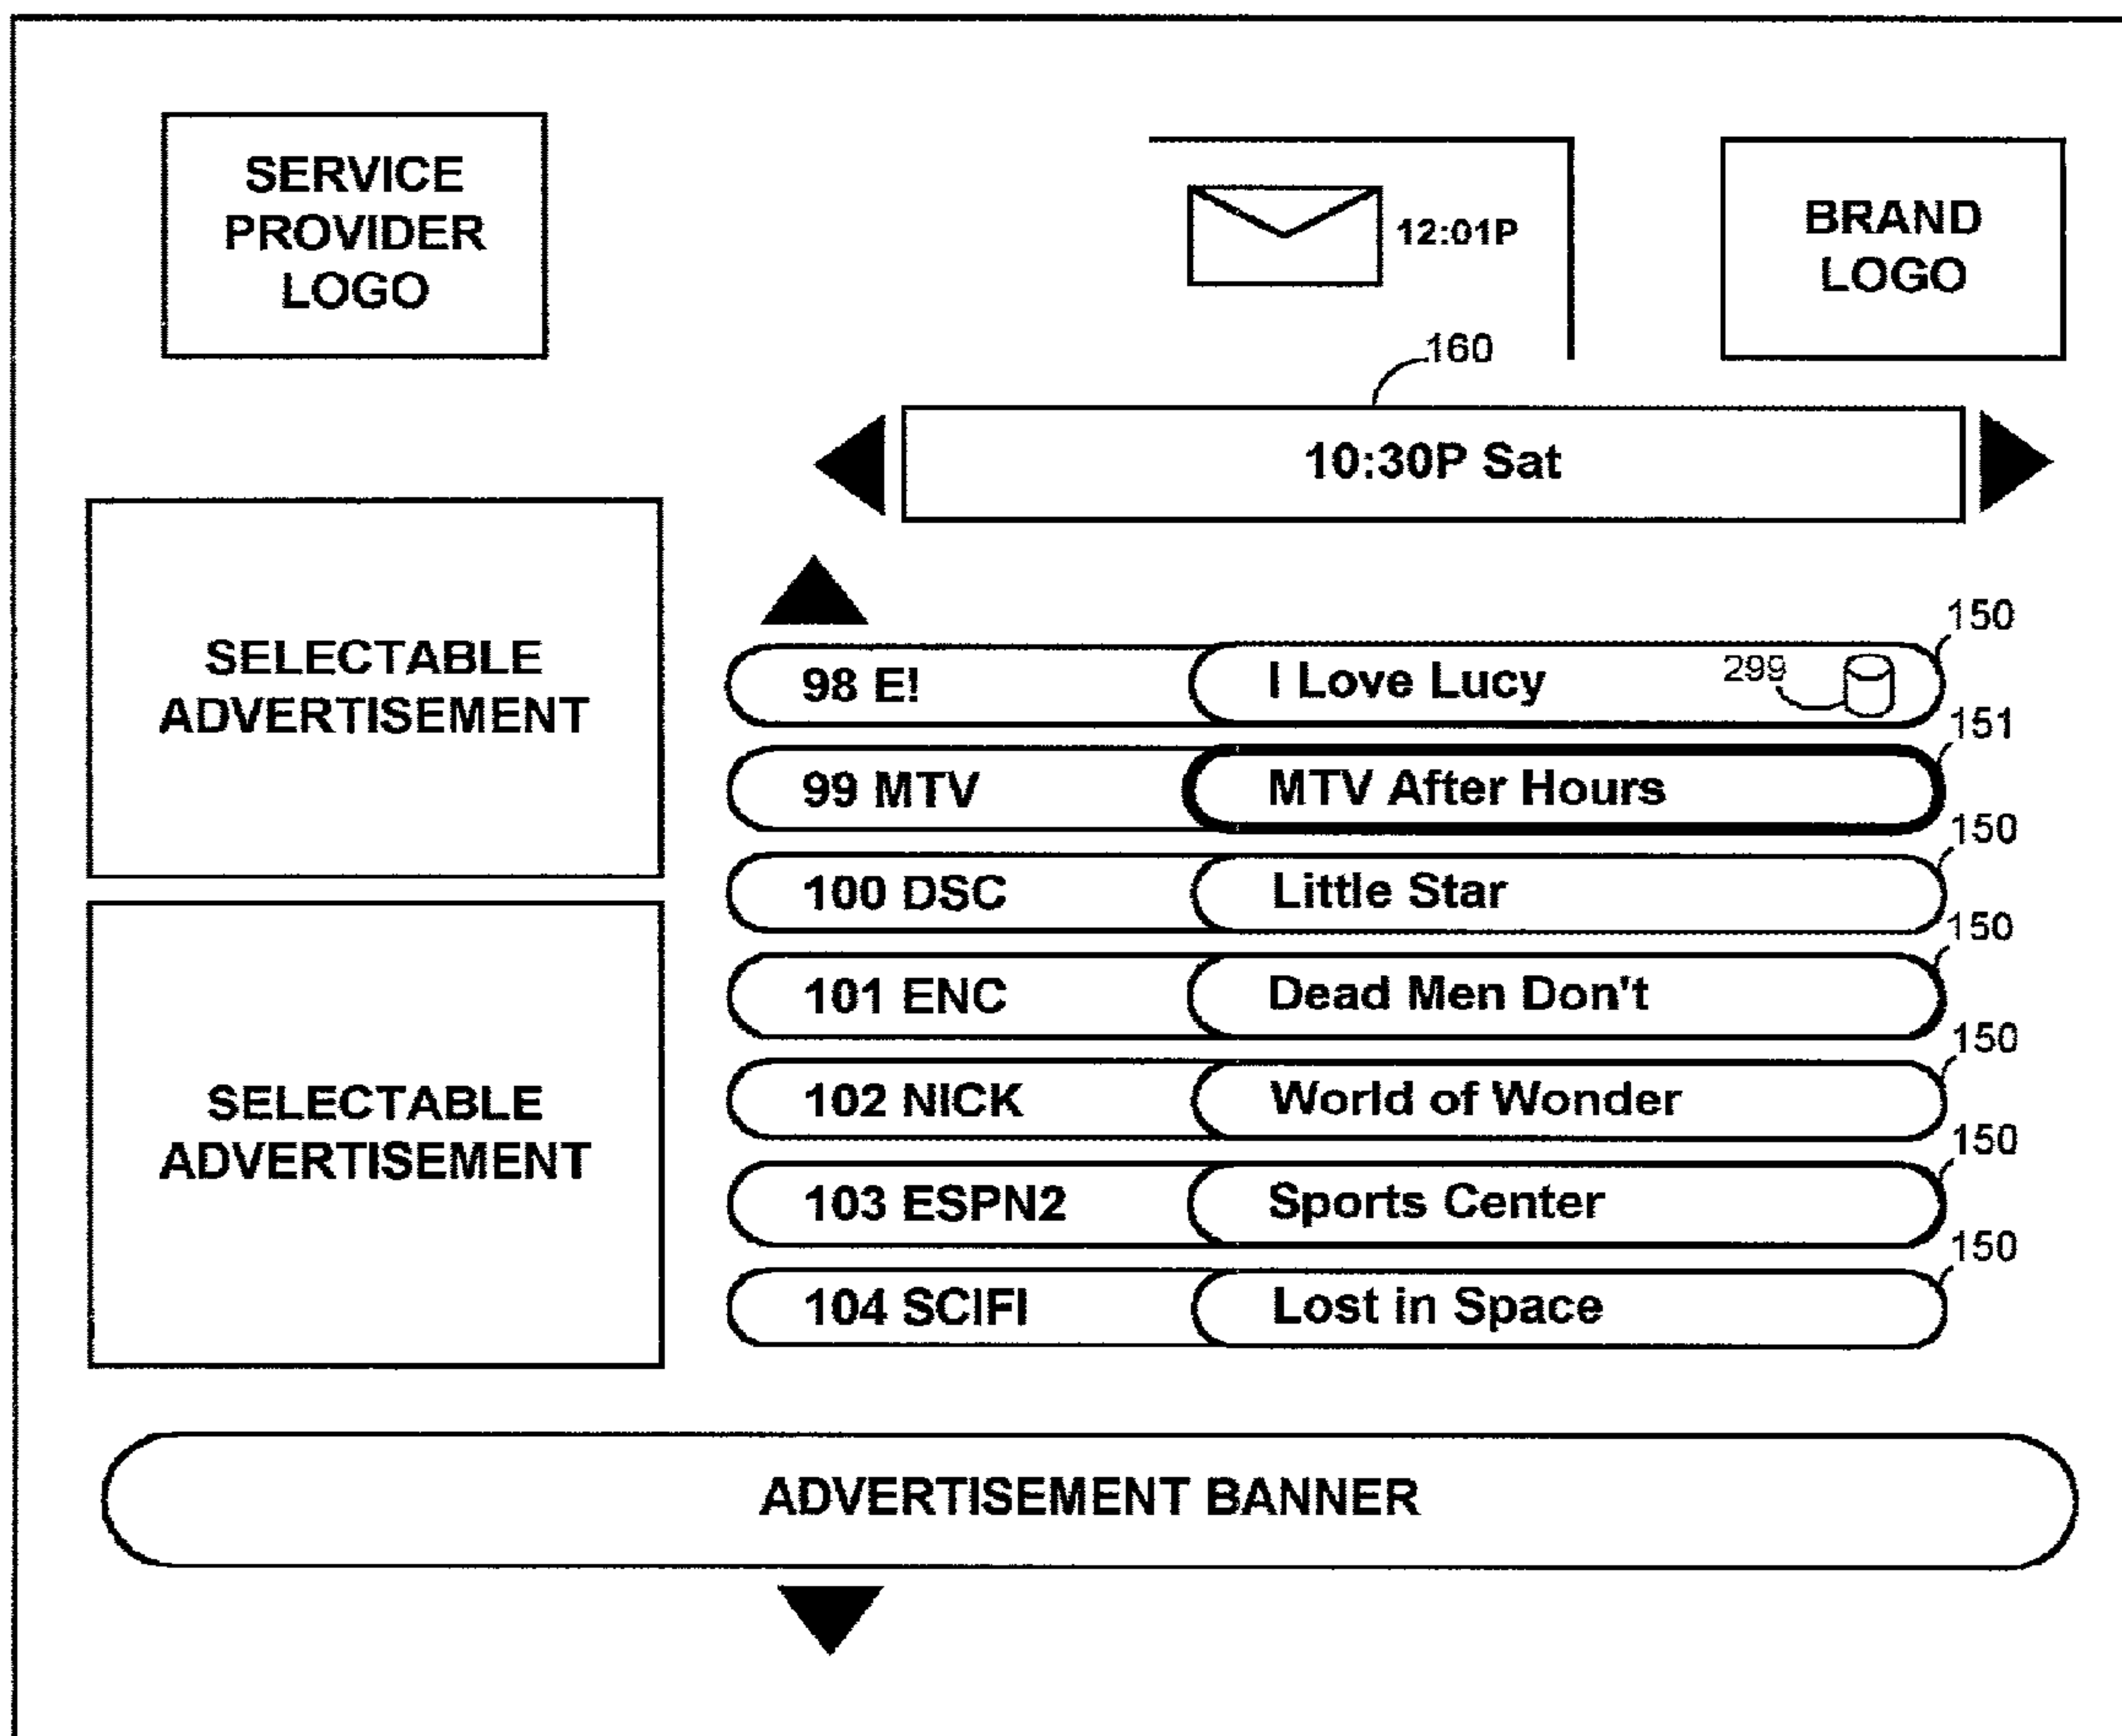 SERVICE
PROVIDER
LOGO
12:01P
BRAND
LOGO
160
10:30P Sat
SELECTABLE
ADVERTISEMENT
150
98 E! I Love Lucy 299
151
99 MTV MTV After Hours
150
100 DSC Little Star
150
101 ENC Dead Men Don't
150
102 NICK World of Wonder
150
103 ESPN2 Sports Center
150
104 SCIFI Lost in Space
SELECTABLE
ADVERTISEMENT
ADVERTISEMENT BANNER